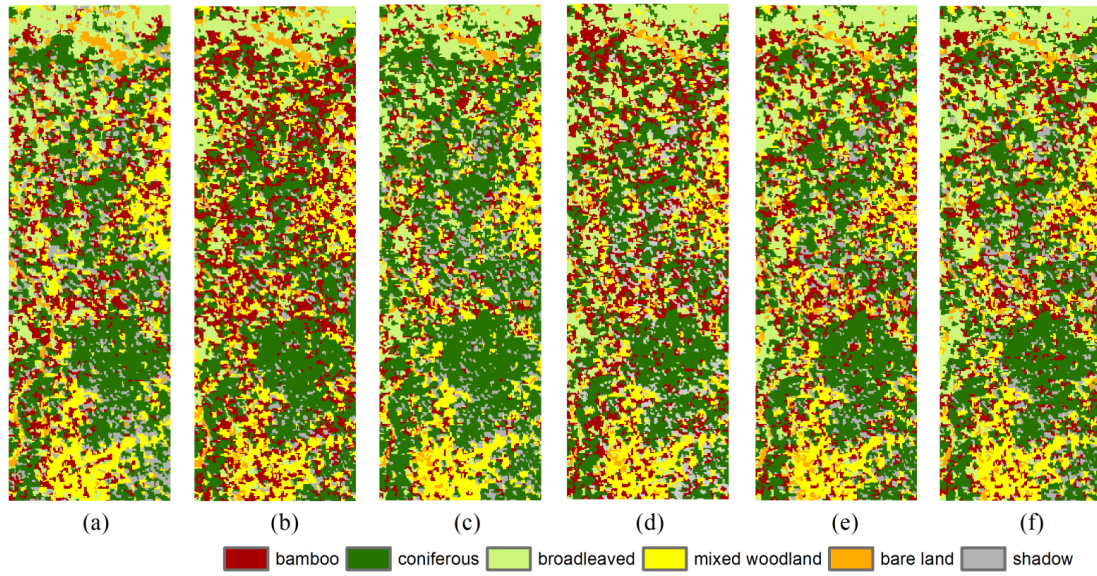 (a) (b) (c) (d) (e) (f)
bamboo coniferous broadleaved mixed woodland bare land shadow